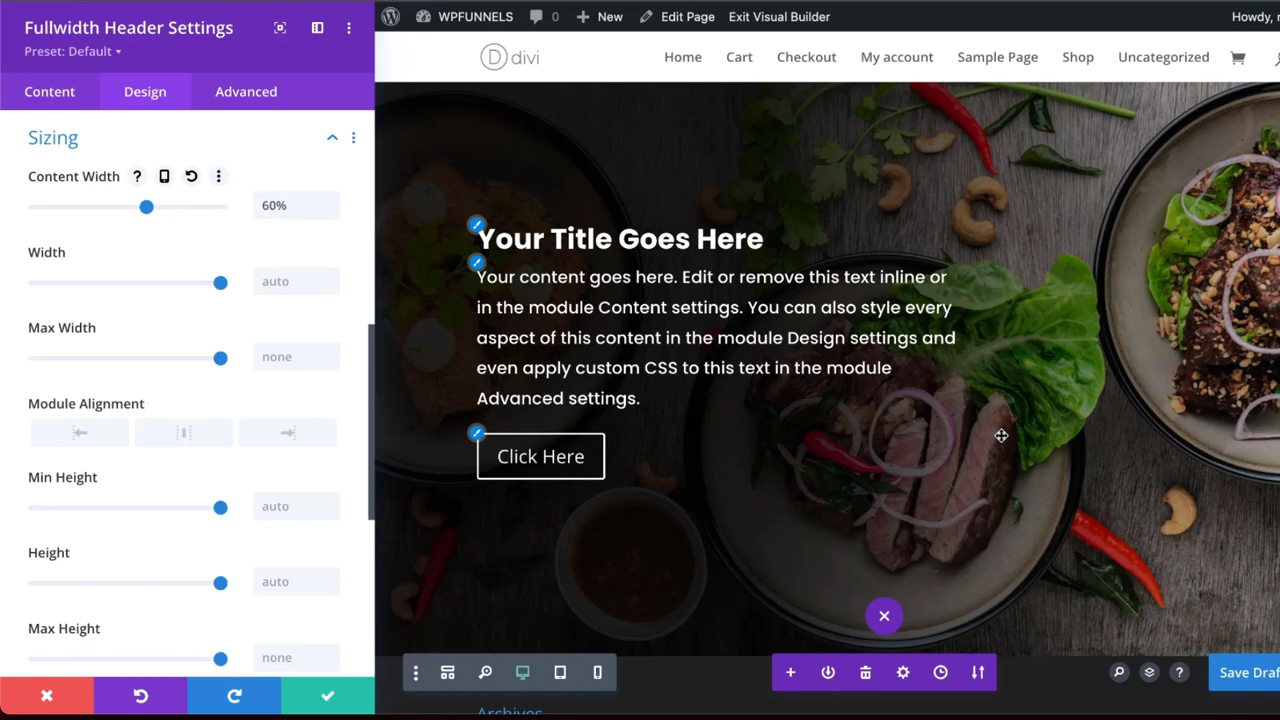 Fullwidth Header Settings
Preset: Default
Content Design Advanced
Sizing
Content Width ?
60%
Width
auto
Max Width
none
Module Alignment
Min Height
auto
Height
auto
Max Height
none
WPFUNNELS 0 New Edit Page Exit Visual Builder Howdy,
D divi Home Cart Checkout My account Sample Page Shop Uncategorized
Your Title Goes Here
Your content goes here. Edit or remove this text inline or
in the module Content settings. You can also style every
aspect of this content in the module Design settings and
even apply custom CSS to this text in the module
Advanced settings.
Click Here
? Save Draf
Archives